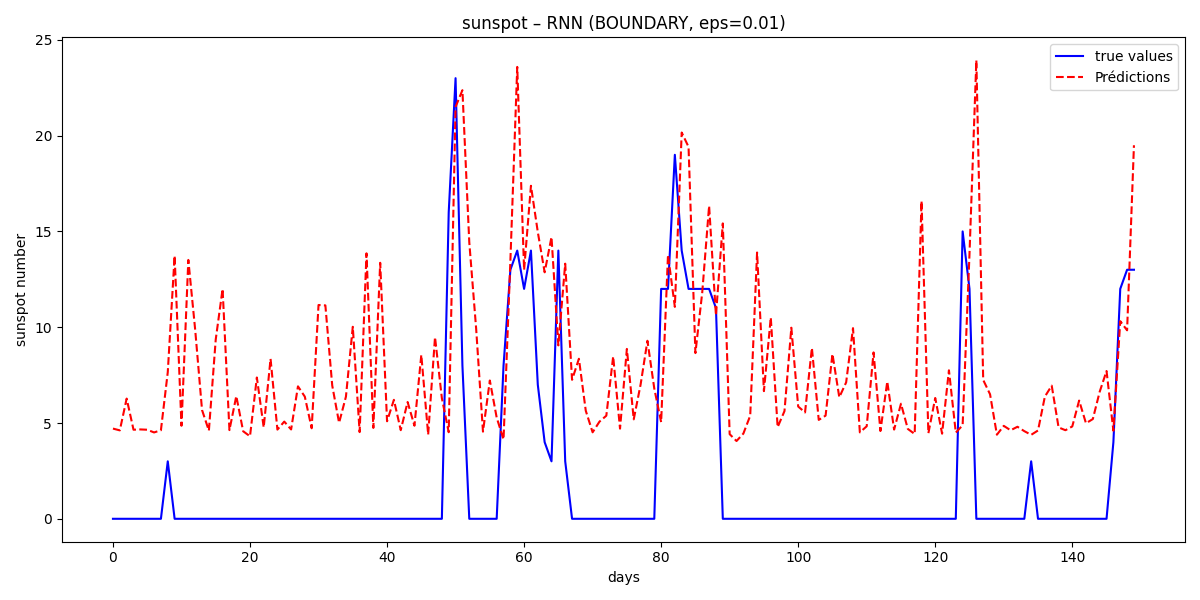 sunspot – RNN (BOUNDARY, eps=0.01)
true values
Prédictions
sunspot number
25
20
15
10
5
0
0 20 40 60 80 100 120 140
days